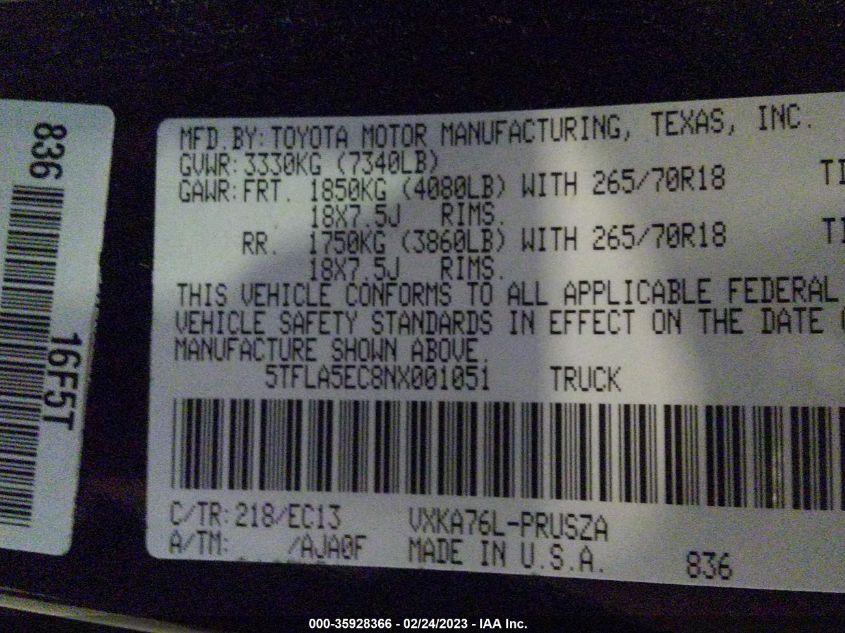 836
16F5T
MFD.BY:TOYOTA MOTOR MANUFACTURING, TEXAS, INC.
GVWR:3330KG (7340LB)
GAWR:FRT. 1850KG (4080LB) WITH 265/70R18 TI
18X7.5J RIMS.
RR. 1750KG (3860LB) WITH 265/70R18 TI
18X7.5J RIMS.
THIS VEHICLE CONFORMS TO ALL APPLICABLE FEDERAL
VEHICLE SAFETY STANDARDS IN EFFECT ON THE DATE
MANUFACTURE SHOWN ABOVE.
5TFLA5EC8NX001051 TRUCK
C/TR:218/EC13 VXKA76L-PRUSZA
A/TM: /AJA0F MADE IN U.S.A. 836
000-35928366 - 02/24/2023 - IAA Inc.